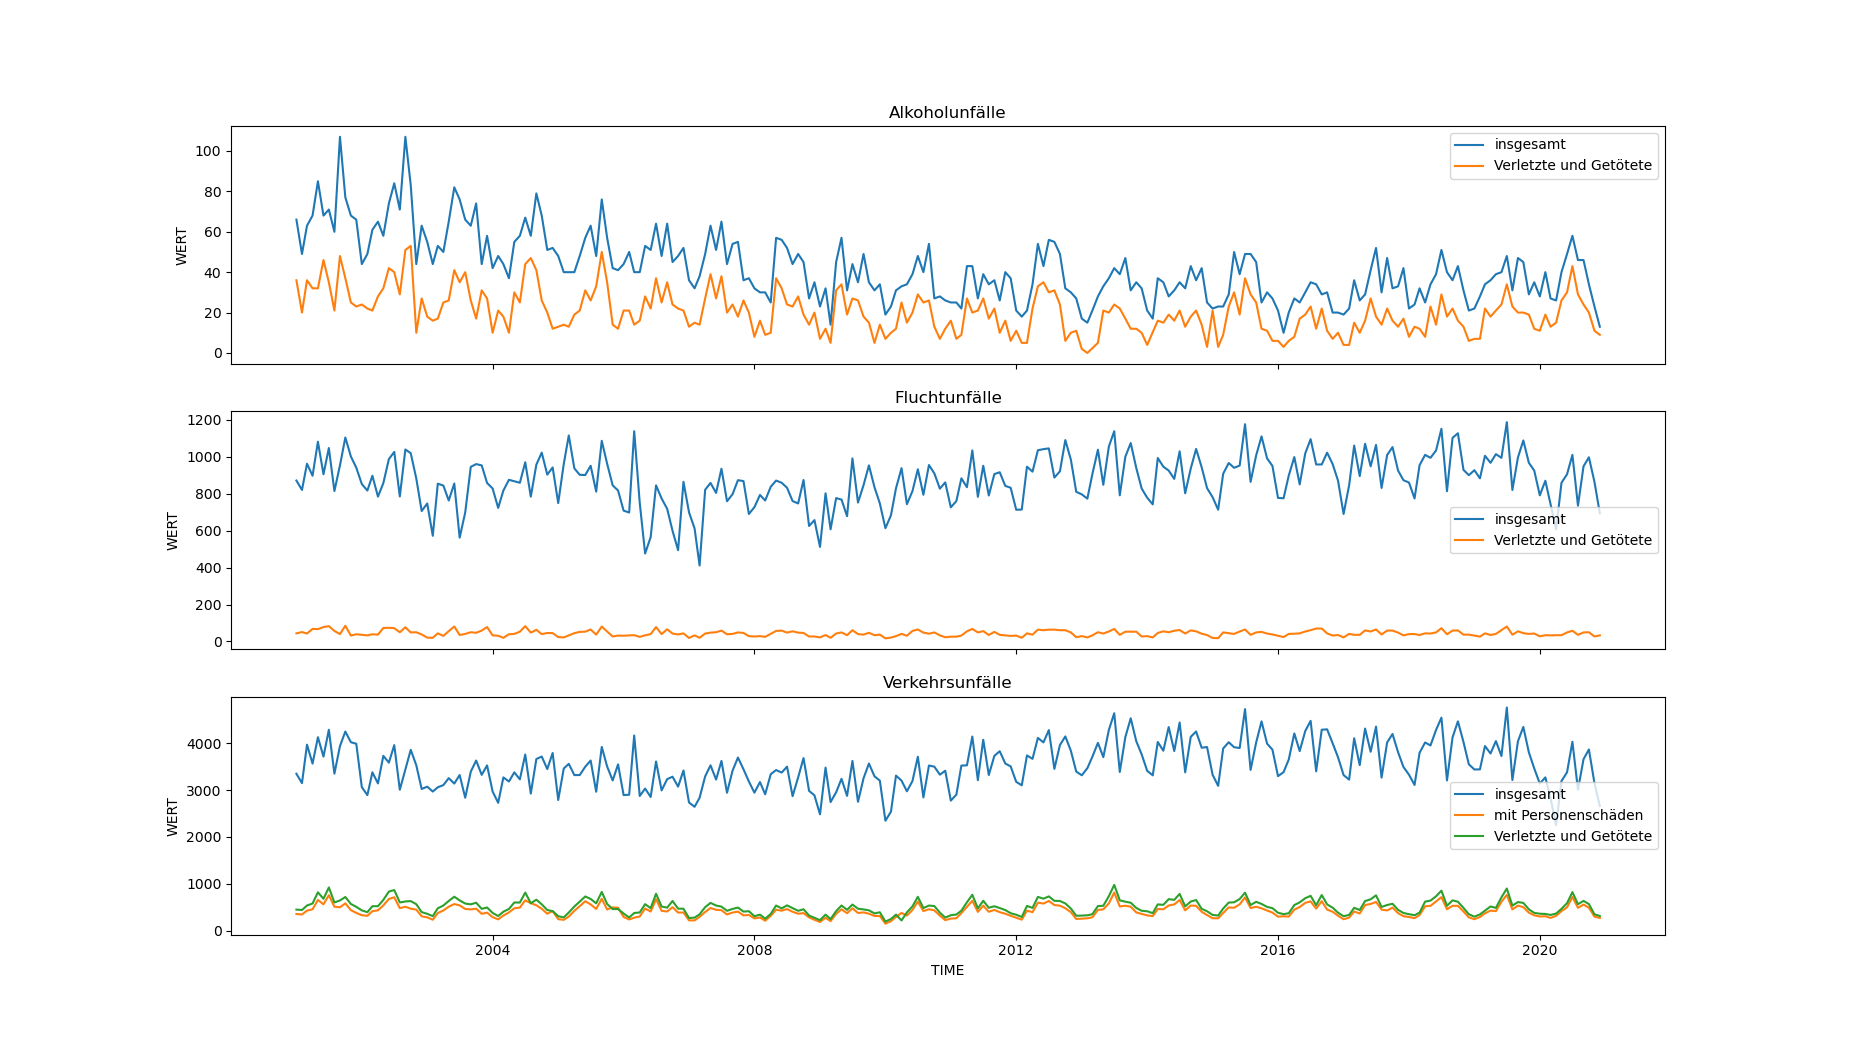 Alkoholunfälle
100
80
60
40
20
0
WERT
insgesamt
Verletzte und Getötete
Fluchtunfälle
1200
1000
800
600
400
200
0
WERT
insgesamt
Verletzte und Getötete
Verkehrsunfälle
4000
3000
2000
1000
0
WERT
insgesamt
mit Personenschäden
Verletzte und Getötete
2004 2008 2012 2016 2020
TIME